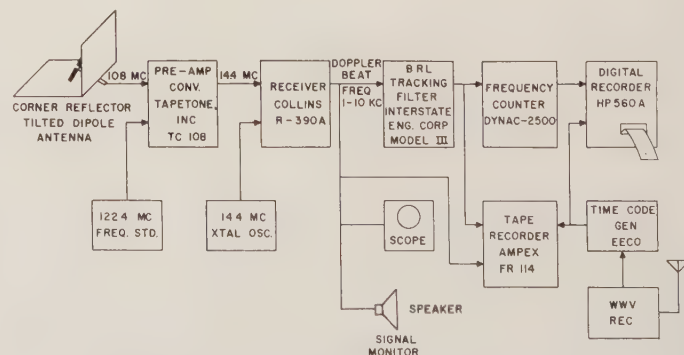 108 MC
CORNER REFLECTOR
TILTED DIPOLE
ANTENNA
PRE-AMP
CONV.
TAPETONE,
INC
TC 108
144 MC
RECEIVER
COLLINS
R-390A
DOPPLER
BEAT
FREQ
1-10 KC
BRL
TRACKING
FILTER
INTERSTATE
ENG. CORP
MODEL III
FREQUENCY
COUNTER
DYNAC-2500
DIGITAL
RECORDER
HP 560A
1224 MC
FREQ. STD.
144 MC
XTAL OSC.
SCOPE
TAPE
RECORDER
AMPEX
FR 114
TIME CODE
GEN
EECO
SPEAKER
SIGNAL
MONITOR
WWV
REC